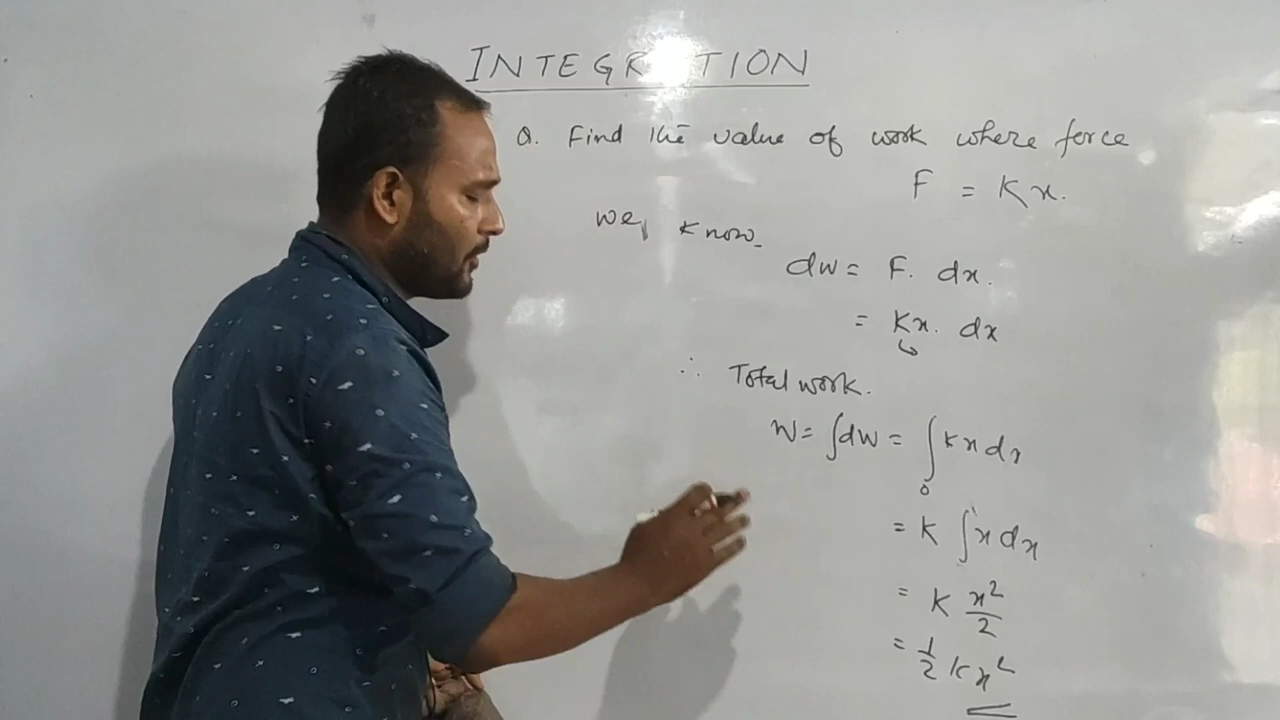 INTEGRATION
Q. Find the value of work where force
F = Kx.
We, know
dw = F. dx.
= Kx. dx
∴ Total work.
W = ∫dW = ∫₀ kx dx
= K ∫x dx
= K x²/2
= 1/2 kx²